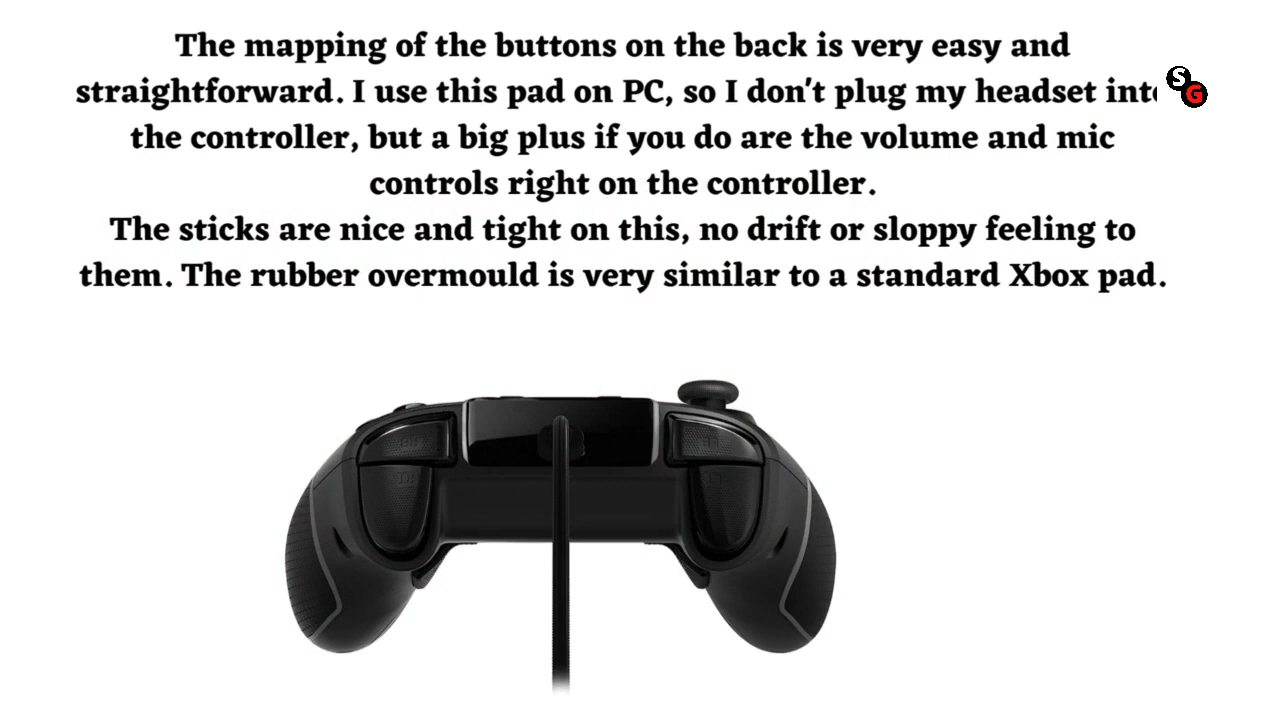 The mapping of the buttons on the back is very easy and
straightforward. I use this pad on PC, so I don't plug my headset into
the controller, but a big plus if you do are the volume and mic
controls right on the controller.
The sticks are nice and tight on this, no drift or sloppy feeling to
them. The rubber overmould is very similar to a standard Xbox pad.
S
G